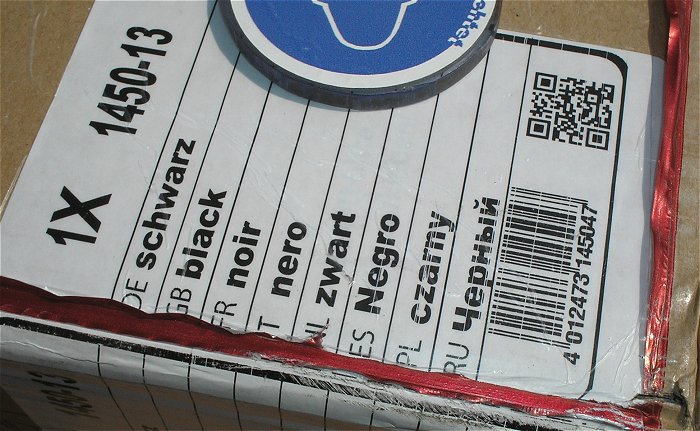 1X 1450-13
DE schwarz
GB black
FR noir
IT nero
NL zwart
ES Negro
PL czarny
RU Черный
4 012473 145047